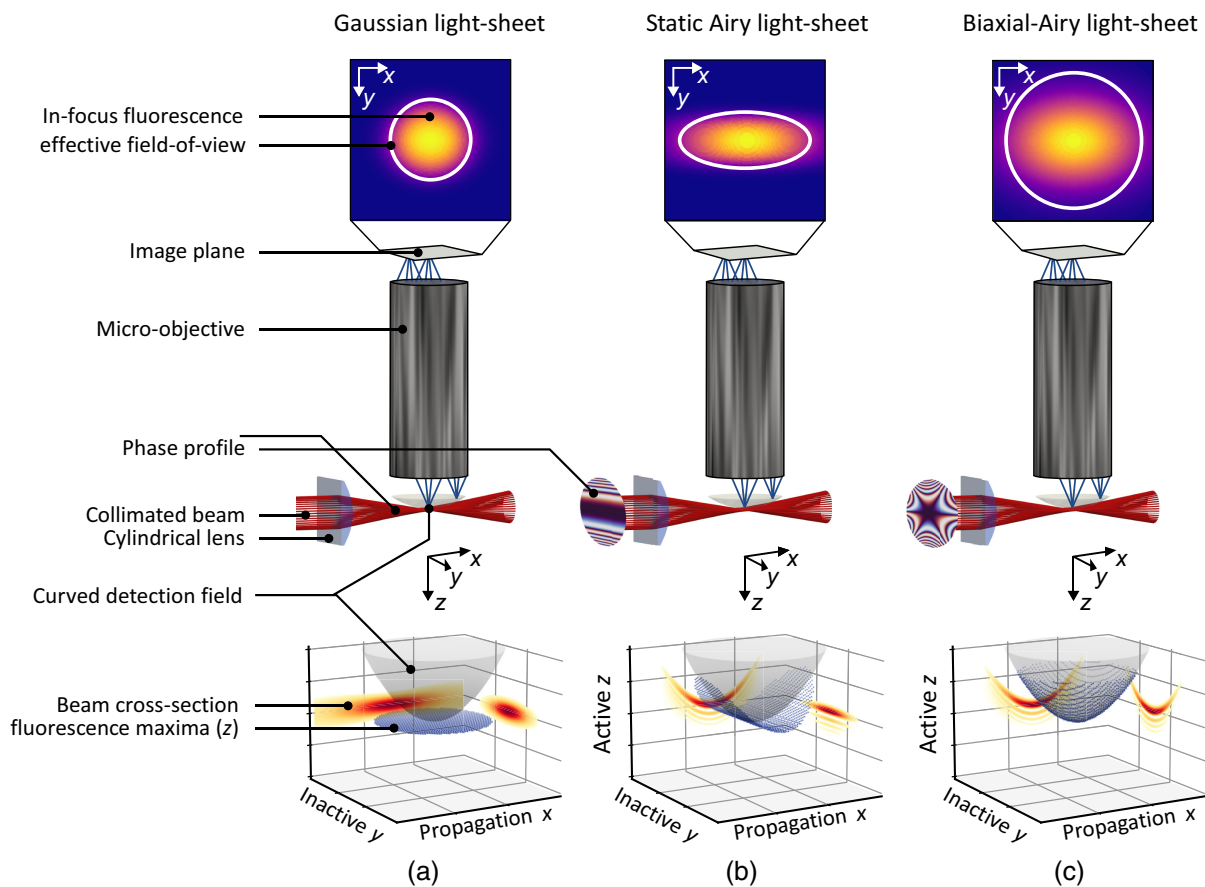 Gaussian light-sheet
Static Airy light-sheet
Biaxial-Airy light-sheet
x
y
x
y
x
y
In-focus fluorescence
effective field-of-view
Image plane
Micro-objective
Phase profile
Collimated beam
Cylindrical lens
x
y
z
x
y
z
x
y
z
Curved detection field
Beam cross-section
fluorescence maxima (z)
Inactive y
Propagation x
Active z
Inactive y
Propagation x
Active z
Inactive y
Propagation x
(a)
(b)
(c)